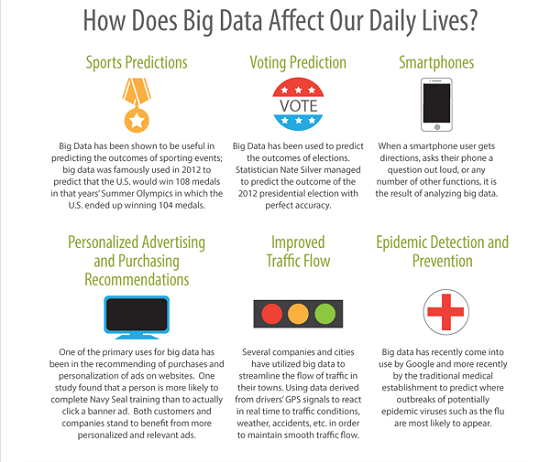 How Does Big Data Affect Our Daily Lives?
Sports Predictions
Big Data has been shown to be useful in
predicting the outcomes of sporting events;
big data was famously used in 2012 to
predict that the U.S. would win 108 medals
in that years' Summer Olympics in which the
U.S. ended up winning 104 medals.
Voting Prediction
VOTE
Big Data has been used to predict
the outcomes of elections.
Statistician Nate Silver managed
to predict the outcome of the
2012 presidential election with
perfect accuracy.
Smartphones
When a smartphone user gets
directions, asks their phone a
question out loud, or any
number of other functions, it is
the result of analyzing big data.
Personalized Advertising
and Purchasing
Recommendations
One of the primary uses for big data has
been in the recommending of purchases and
personalization of ads on websites. One
study found that a person is more likely to
complete Navy Seal training than to actually
click a banner ad. Both customers and
companies stand to benefit from more
personalized and relevant ads.
Improved
Traffic Flow
Several companies and cities
have utilized big data to
streamline the flow of traffic in
their towns. Using data derived
from drivers' GPS signals to react
in real time to traffic conditions,
weather, accidents, etc. in order
to maintain smooth traffic flow.
Epidemic Detection and
Prevention
Big data has recently come into
use by Google and more recently
by the traditional medical
establishment to predict where
outbreaks of potentially
epidemic viruses such as the flu
are most likely to appear.